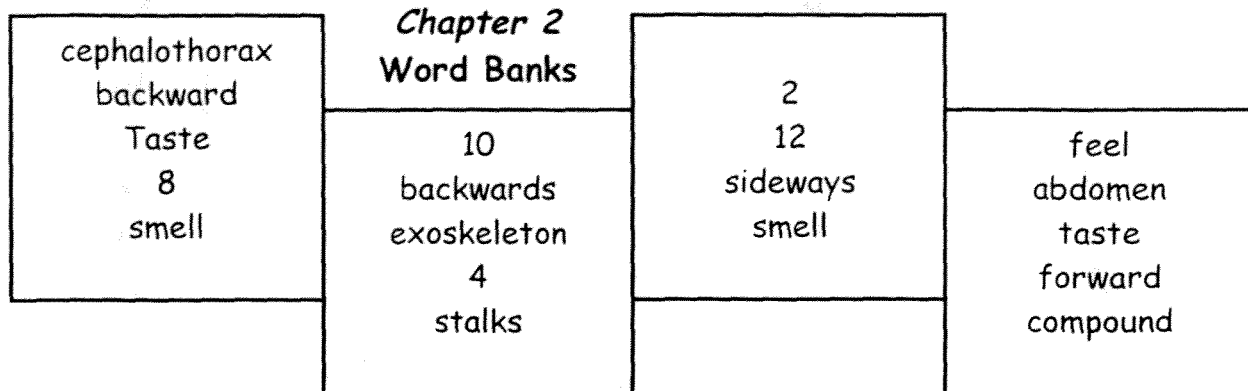 Chapter 2
Word Banks
cephalothorax
backward
Taste
8
smell
10
backwards
exoskeleton
4
stalks
2
12
sideways
smell
feel
abdomen
taste
forward
compound